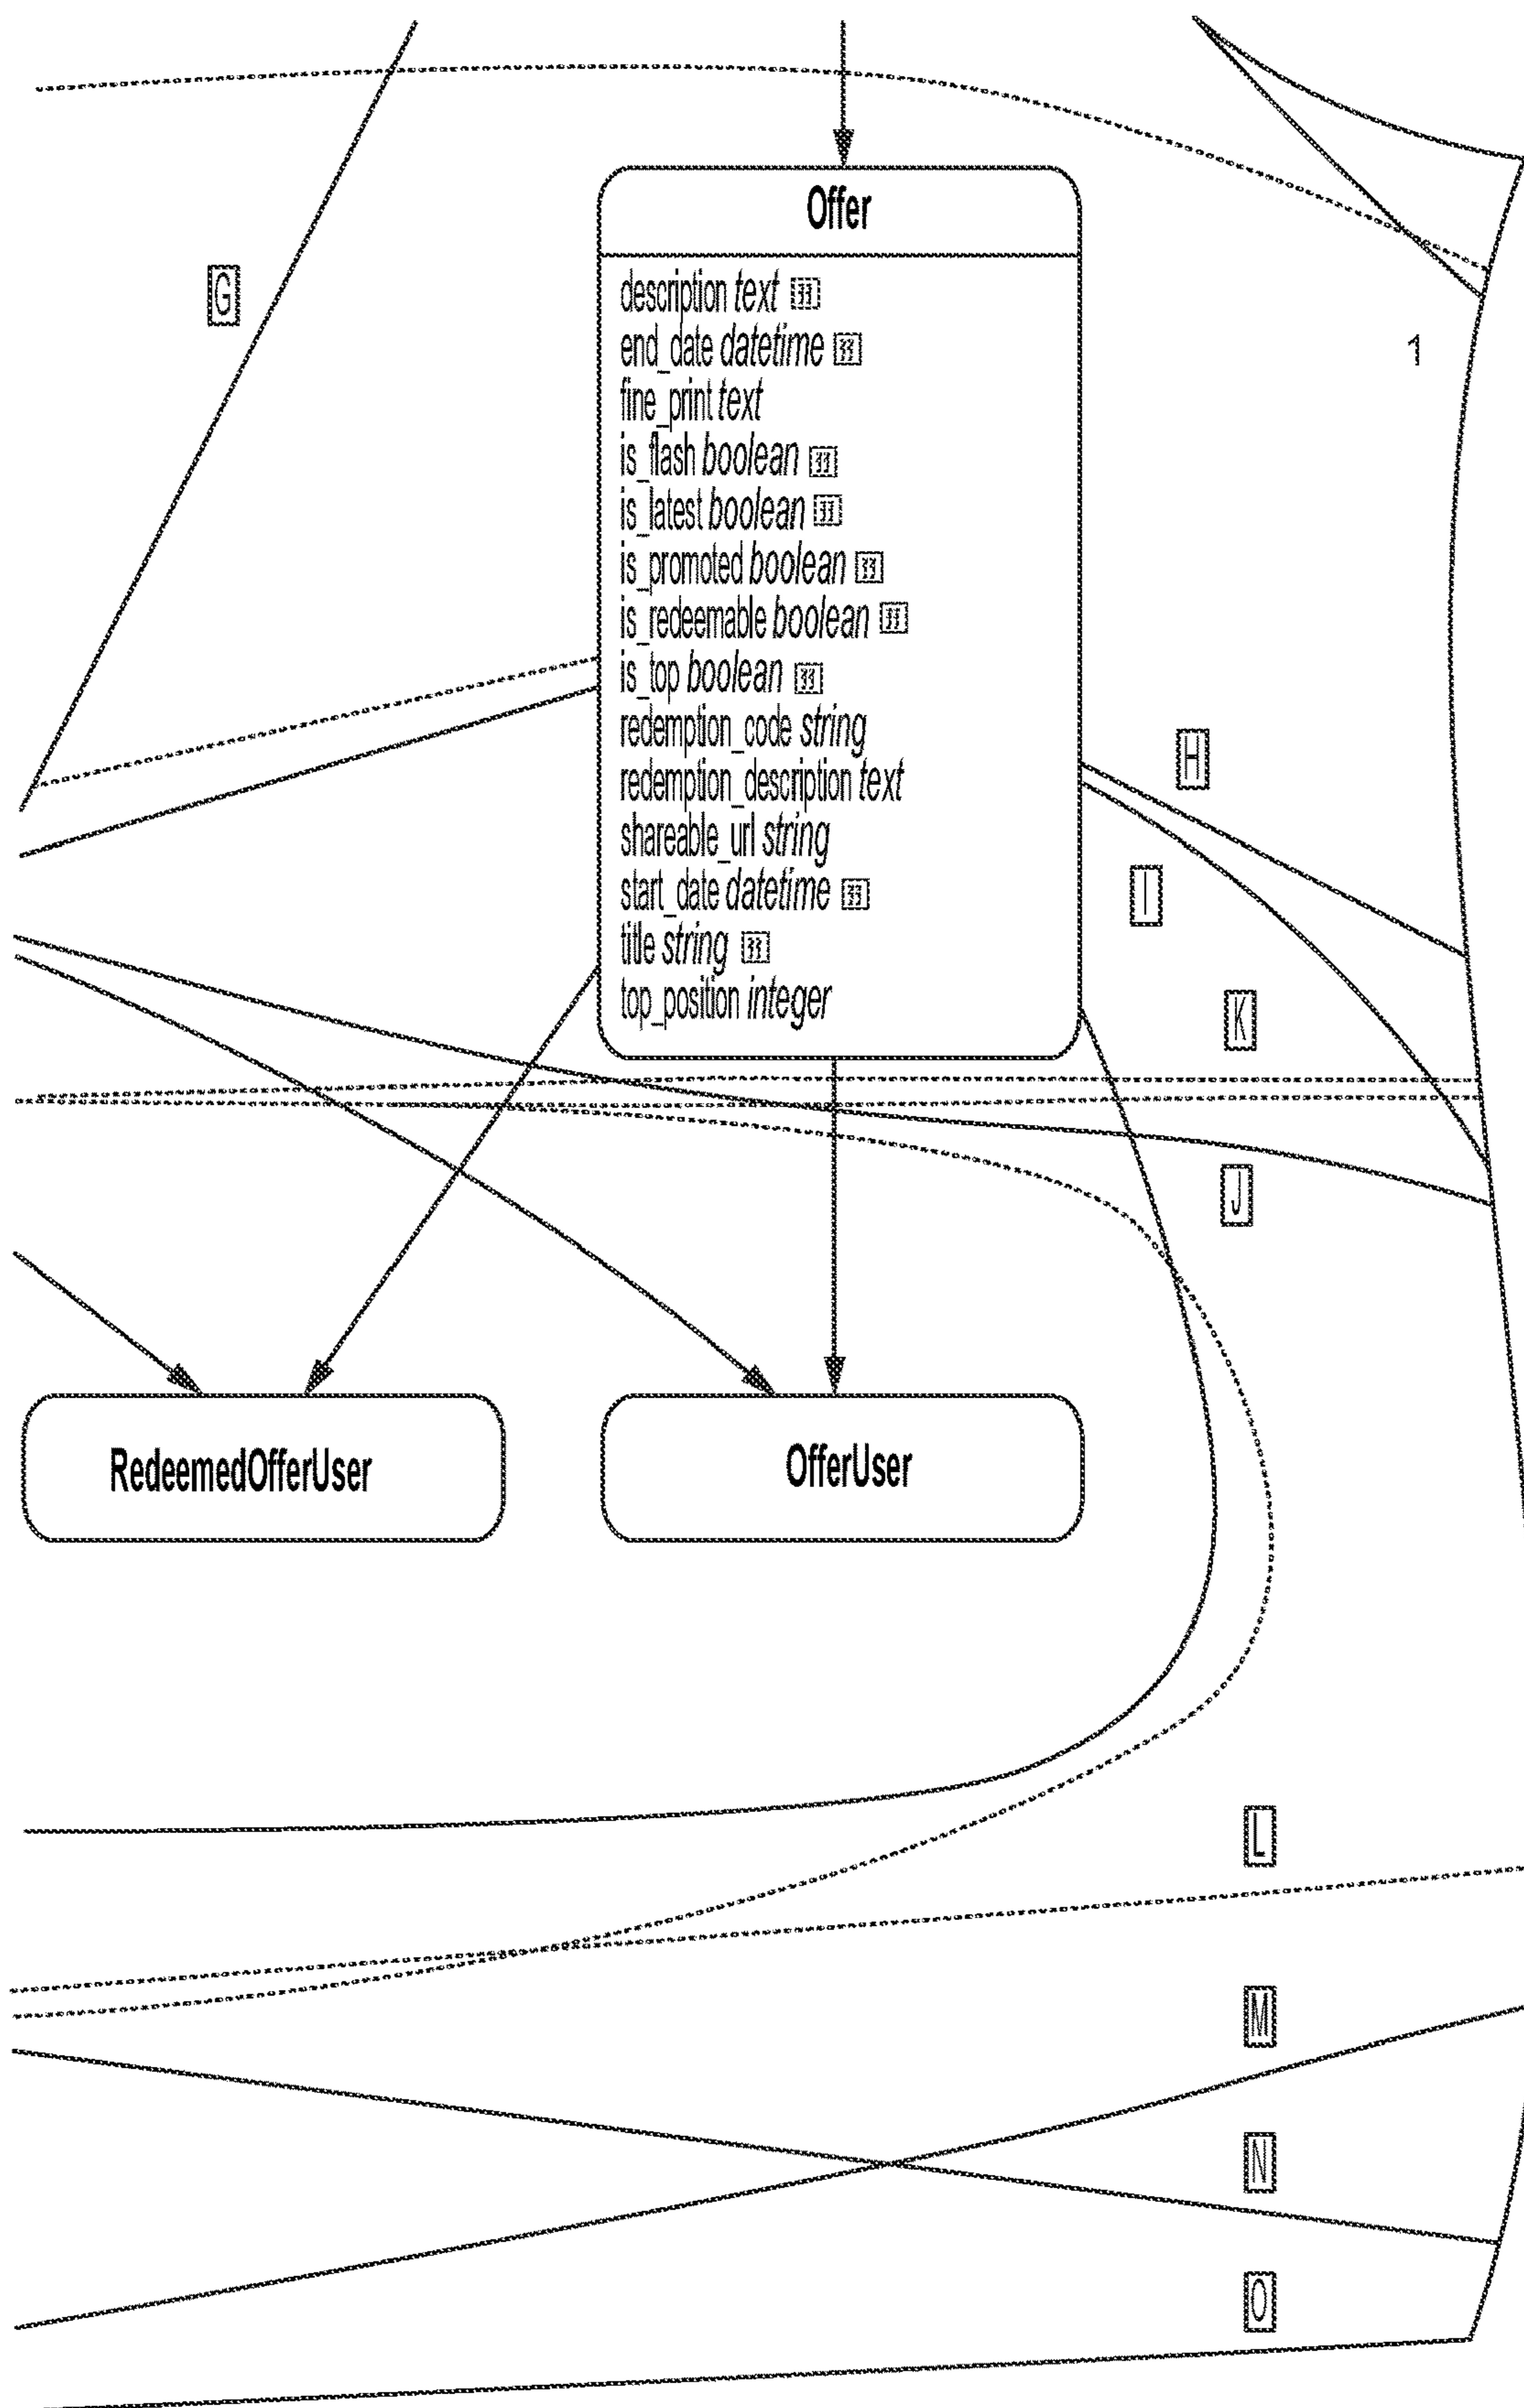 Offer
G
description text
end_date datetime
1
fine_print text
is_flash boolean
is_latest boolean
is_promoted boolean
is_redeemable boolean
is_top boolean
redemption_code string
H
redemption_description text
shareable_url string
start_date datetime
I
title string
top_position integer
K
J
RedeemedOfferUser
OfferUser
L
M
N
O